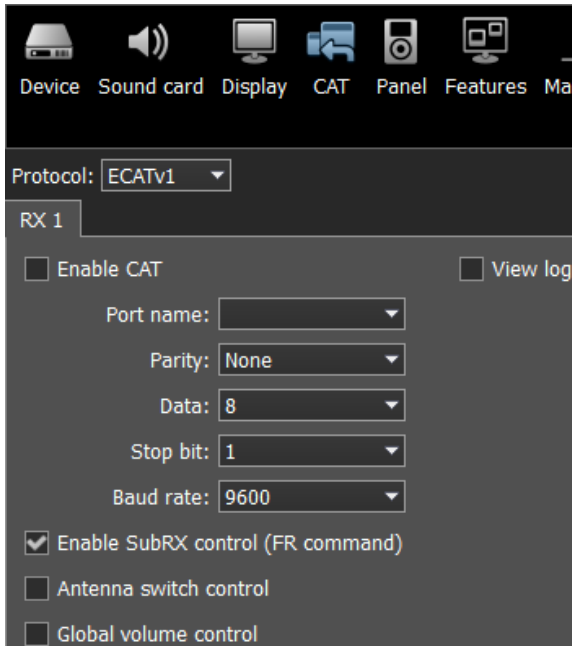 Device Sound card Display CAT Panel Features Ma
Protocol: ECATv1
RX 1
Enable CAT View log
Port name:
Parity: None
Data: 8
Stop bit: 1
Baud rate: 9600
Enable SubRX control (FR command)
Antenna switch control
Global volume control